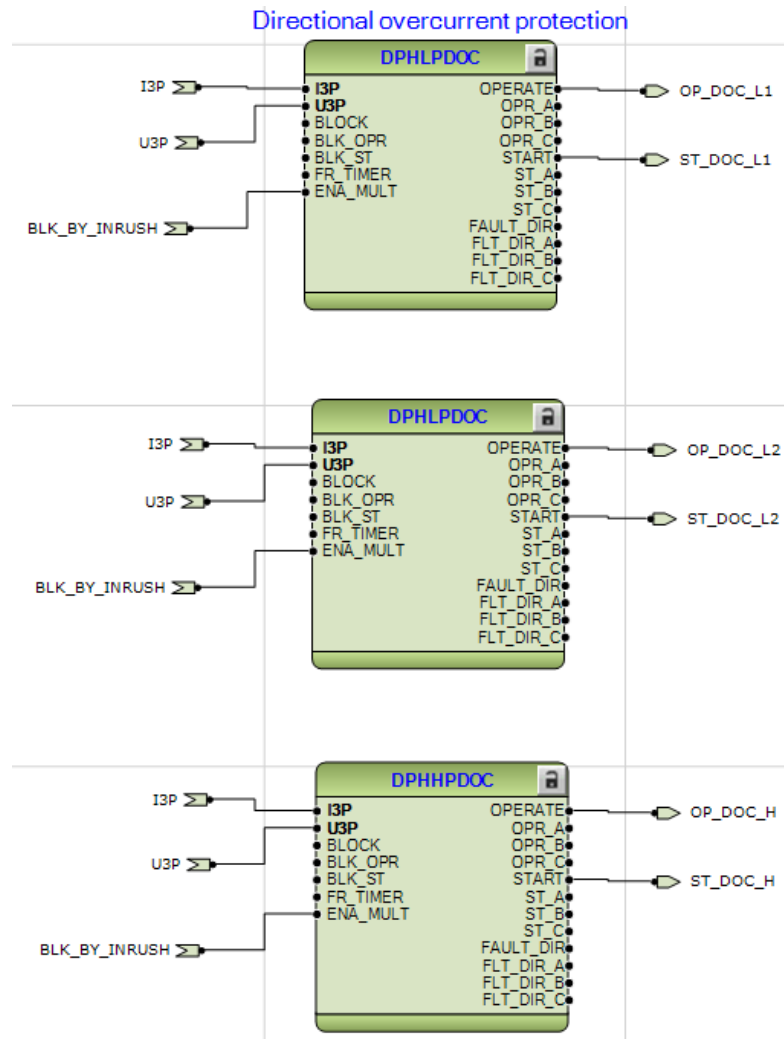 Directional overcurrent protection
DPHLPDOC
I3P
U3P
BLK_BY_INRUSH
I3P
U3P
BLOCK
BLK_OPR
BLK_ST
FR_TIMER
ENA_MULT
OPERATE
OPR_A
OPR_B
OPR_C
START
ST_A
ST_B
ST_C
FAULT_DIR
FLT_DIR_A
FLT_DIR_B
FLT_DIR_C
OP_DOC_L1
ST_DOC_L1
DPHLPDOC
I3P
U3P
BLK_BY_INRUSH
I3P
U3P
BLOCK
BLK_OPR
BLK_ST
FR_TIMER
ENA_MULT
OPERATE
OPR_A
OPR_B
OPR_C
START
ST_A
ST_B
ST_C
FAULT_DIR
FLT_DIR_A
FLT_DIR_B
FLT_DIR_C
OP_DOC_L2
ST_DOC_L2
DPHHPDOC
I3P
U3P
BLK_BY_INRUSH
I3P
U3P
BLOCK
BLK_OPR
BLK_ST
FR_TIMER
ENA_MULT
OPERATE
OPR_A
OPR_B
OPR_C
START
ST_A
ST_B
ST_C
FAULT_DIR
FLT_DIR_A
FLT_DIR_B
FLT_DIR_C
OP_DOC_H
ST_DOC_H